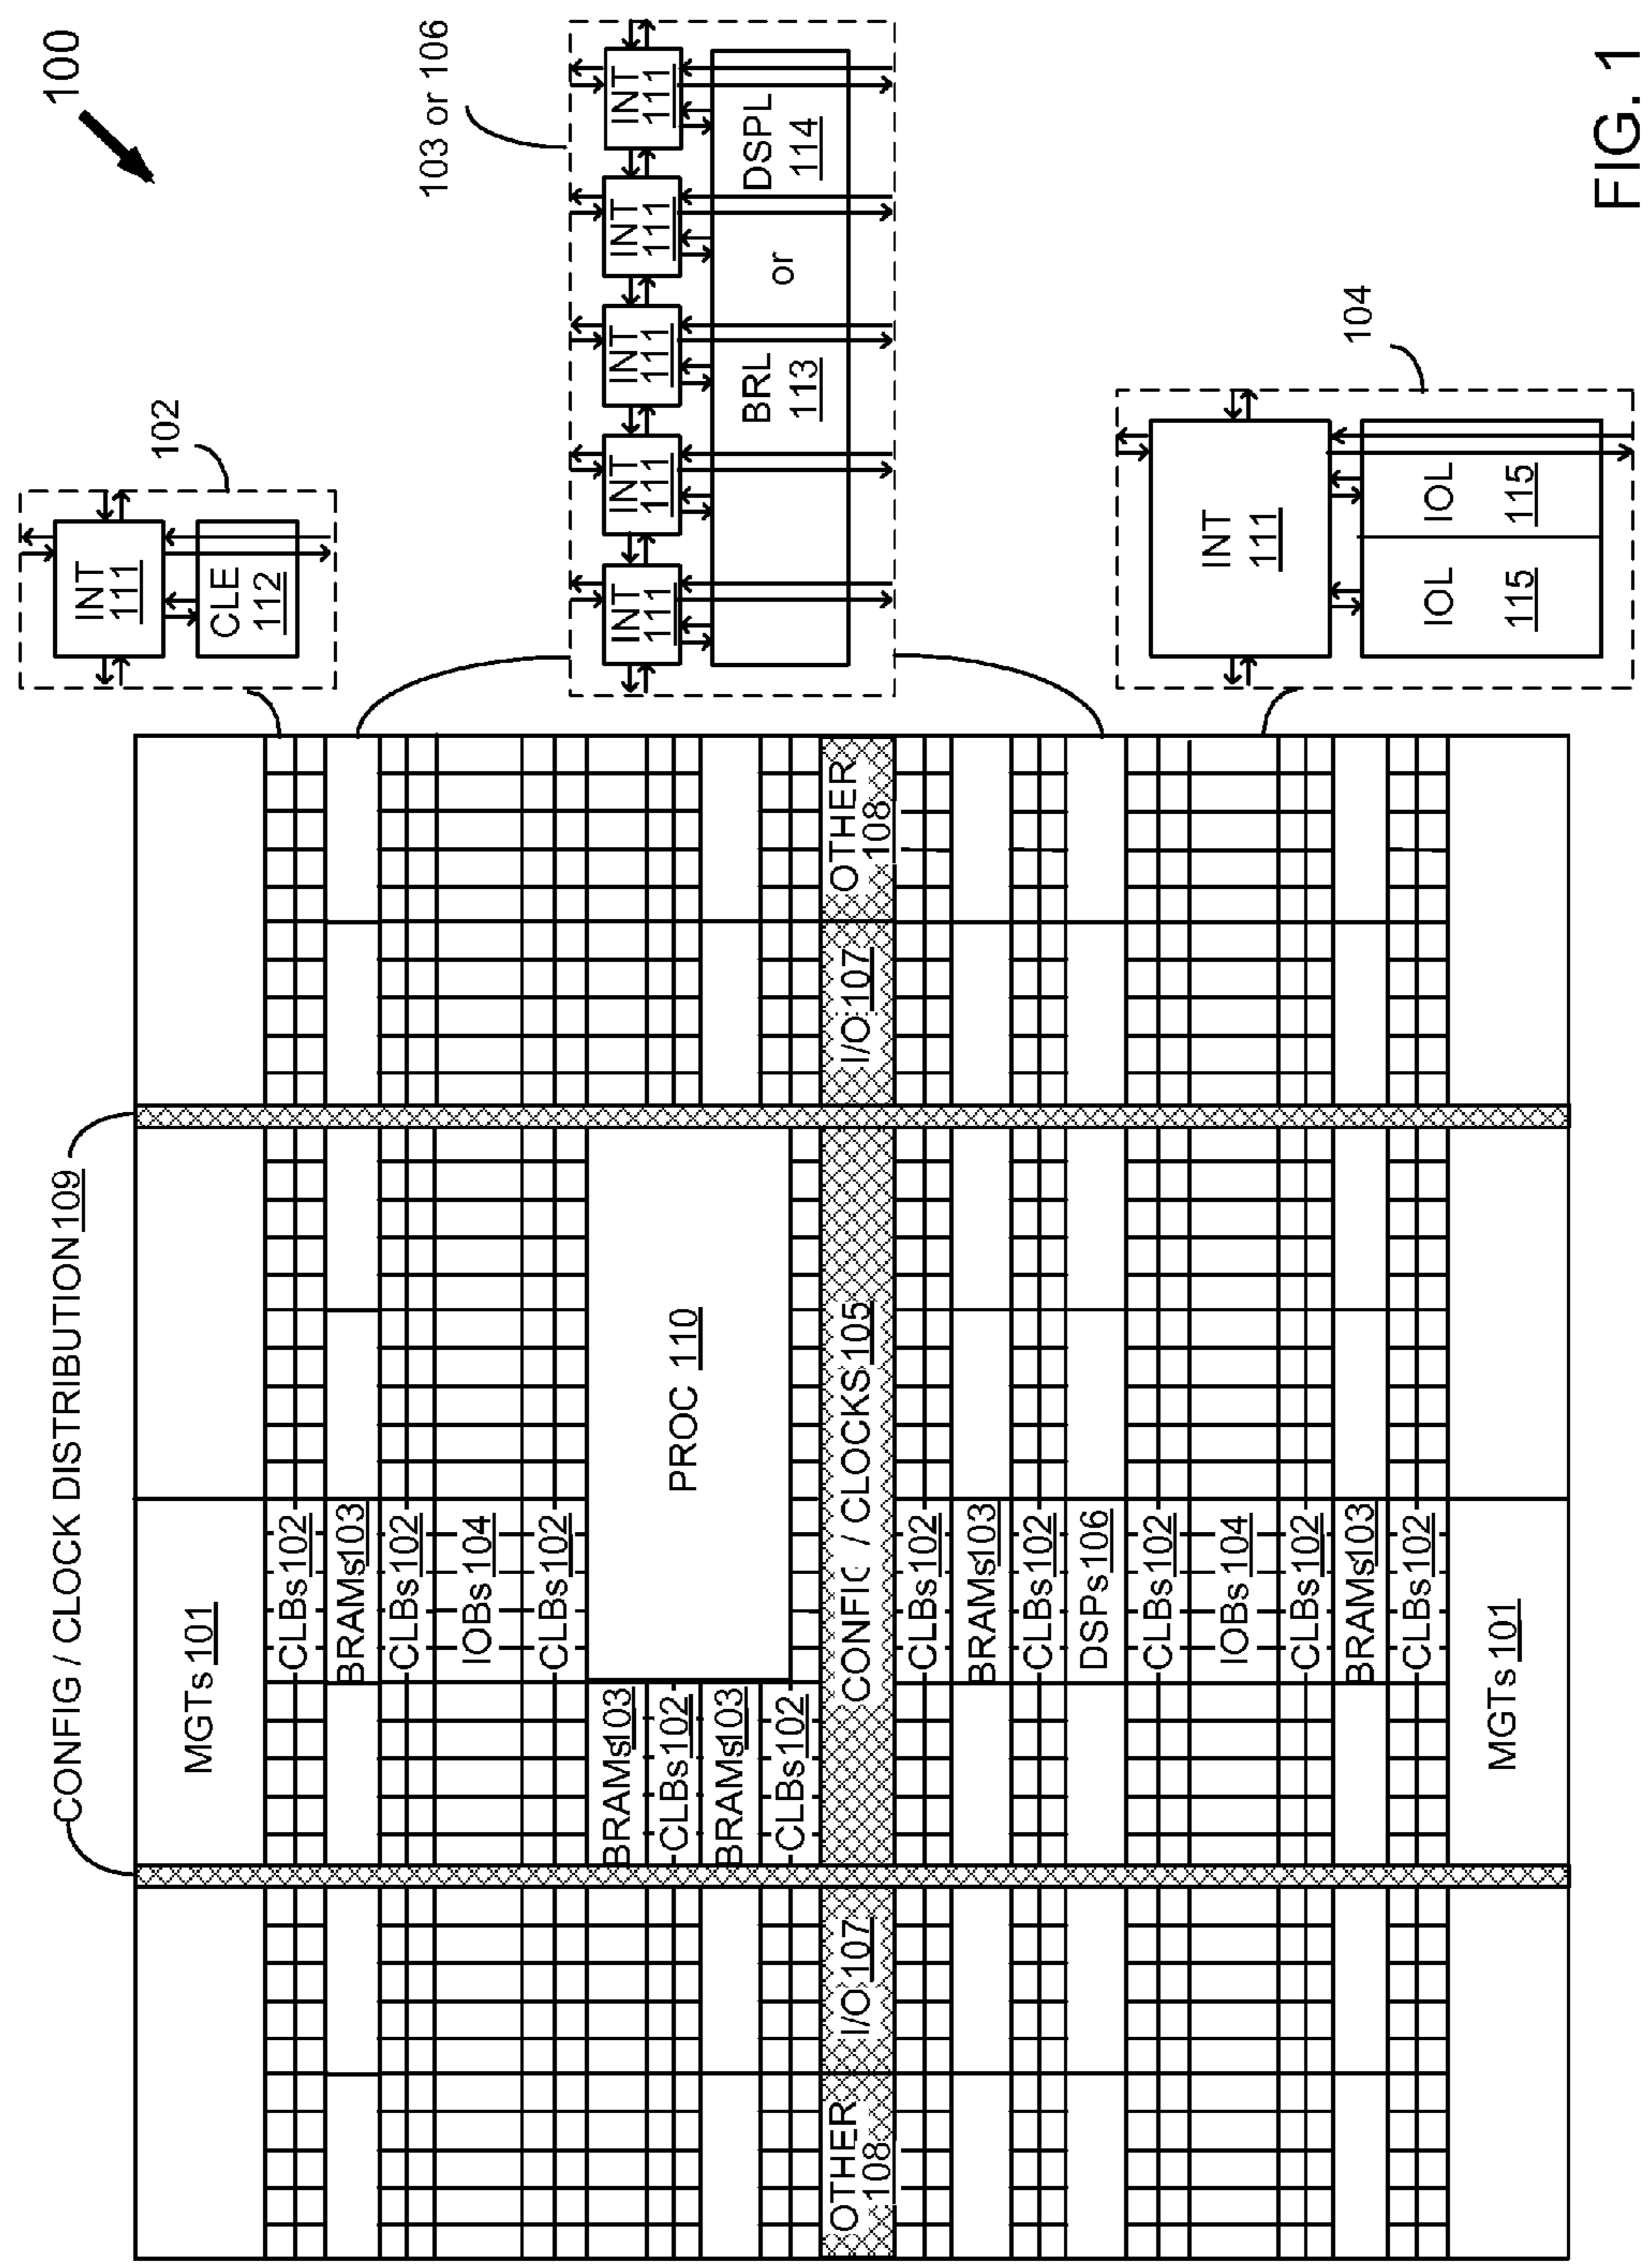 100
CONFIG / CLOCK DISTRIBUTION 109
MGTs 101
CLBs 102
BRAMs 103
CLBs 102
IOBs 104
CLBs 102
BRAMs 103
CLBs 102
BRAMs 103
CLBs 102
PROC 110
OTHER
108
I/O 107
CONFIG / CLOCKS 105
I/O 107
OTHER
108
CLBs 102
BRAMs 103
CLBs 102
DSPs 106
CLBs 102
IOBs 104
CLBs 102
BRAMs 103
CLBs 102
MGTs 101
102
INT
111
CLE
112
103 or 106
INT
111
INT
111
INT
111
INT
111
INT
111
BRL
113
or
DSPL
114
104
INT
111
IOL
115
IOL
115
FIG. 1